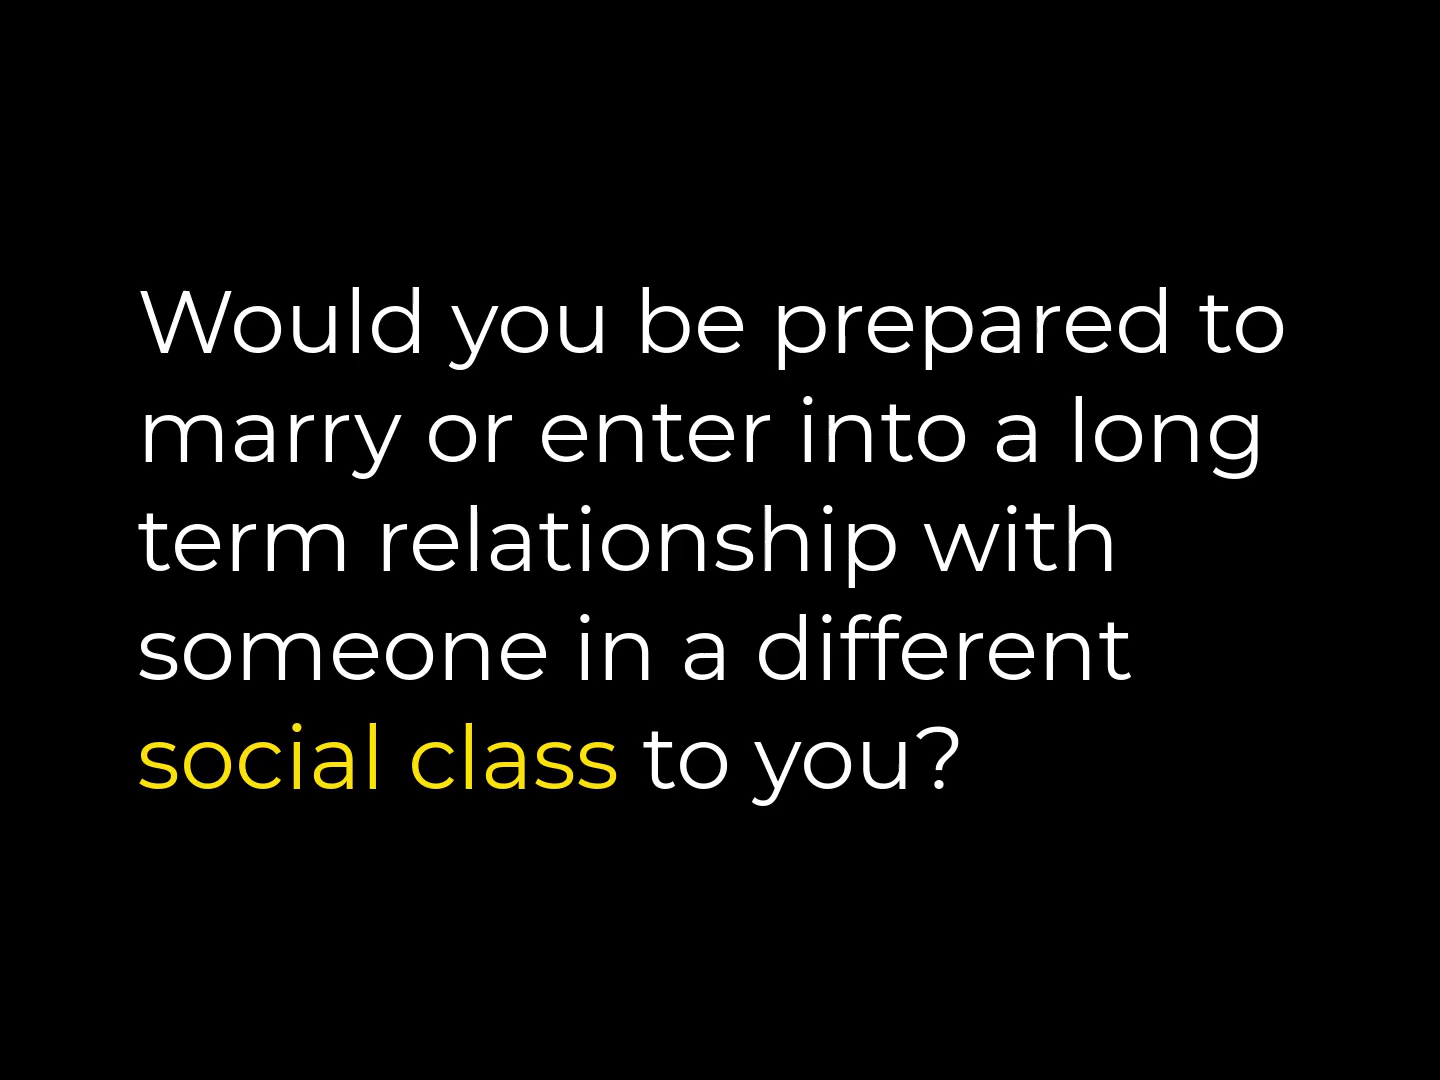 Would you be prepared to
marry or enter into a long
term relationship with
someone in a different
social class to you?